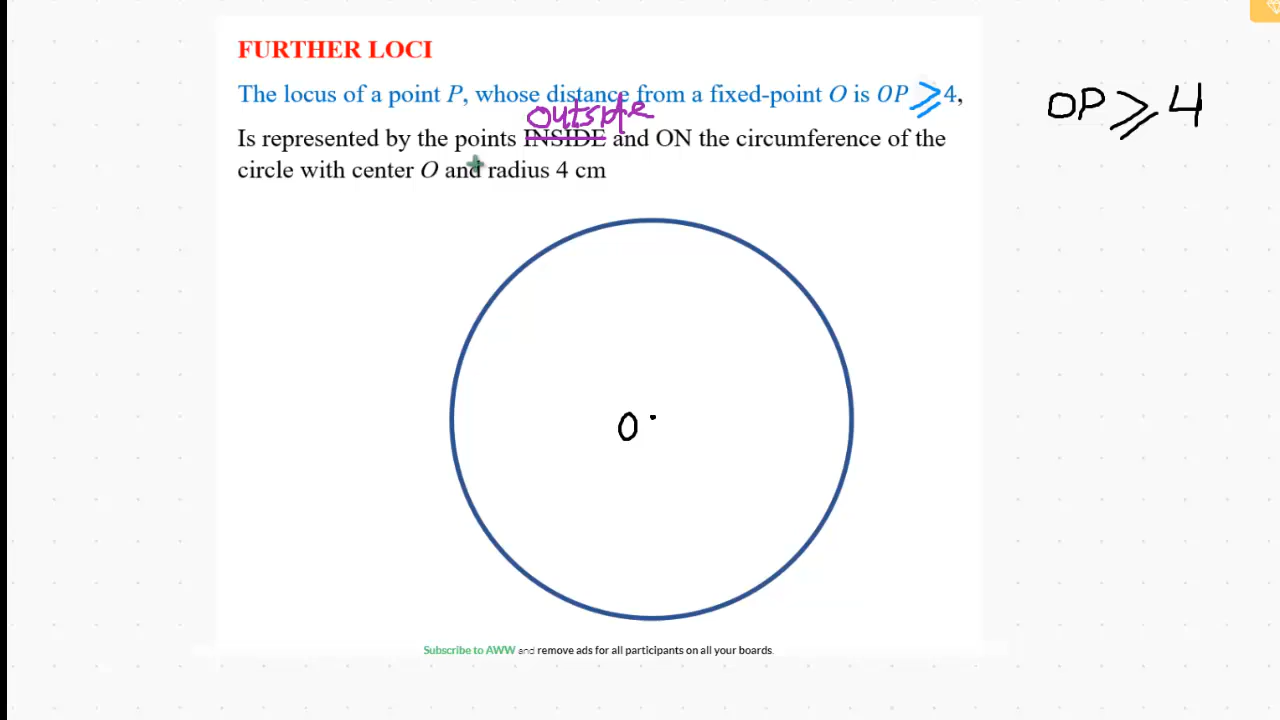 FURTHER LOCI
The locus of a point P, whose distance from a fixed-point O is OP ⩾ 4,
OP ⩾ 4
outside
Is represented by the points INSIDE and ON the circumference of the
circle with center O and radius 4 cm
O
Subscribe to AWW and remove ads for all participants on all your boards.